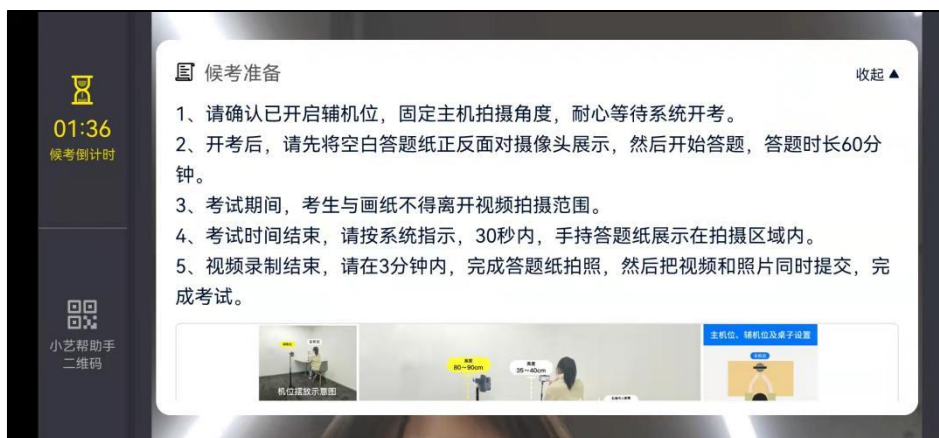 候考准备
收起▲
01:36
候考倒计时
1、请确认已开启辅机位，固定主机拍摄角度，耐心等待系统开考。
2、开考后，请先将空白答题纸正反面对摄像头展示，然后开始答题，答题时长60分
钟。
3、考试期间，考生与画纸不得离开视频拍摄范围。
4、考试时间结束，请按系统指示，30秒内，手持答题纸展示在拍摄区域内。
5、视频录制结束，请在3分钟内，完成答题纸拍照，然后把视频和照片同时提交，完
成考试。
小艺帮助手
二维码
机位摆放示意图
高度
80~90cm
高度
35~40cm
主机位、辅机位及桌子设置